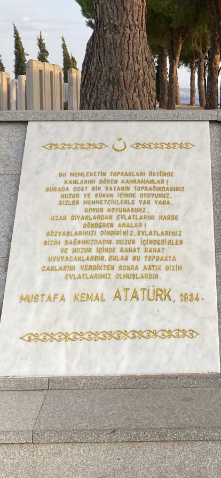 BU MEMLEKETİN TOPRAKLARI ÜSTÜNDE
KANLARINI DÖKEN KAHRAMANLAR!
BURADA DOST BİR VATANIN TOPRAĞINDASINIZ
HUZUR VE SÜKUN İÇİNDE UYUYUNUZ.
SİZLER MEHMETÇİKLERLE YAN YANA,
KOYUN KOYUNASINIZ.
UZAK DİYARLARDAN EVLATLARINI HARBE
GÖNDEREN ANALAR!
GÖZYAŞLARINIZI DİNDİRİNİZ. EVLATLARINIZ
BİZİM BAĞRIMIZDADIR. HUZUR İÇİNDEDİRLER
VE HUZUR İÇİNDE RAHAT RAHAT
UYUYACAKLARDIR. ONLAR BU TOPRAKTA
CANLARINI VERDİKTEN SONRA ARTIK BİZİM
EVLATLARIMIZ OLMUŞLARDIR.
MUSTAFA KEMAL ATATÜRK, 1934.